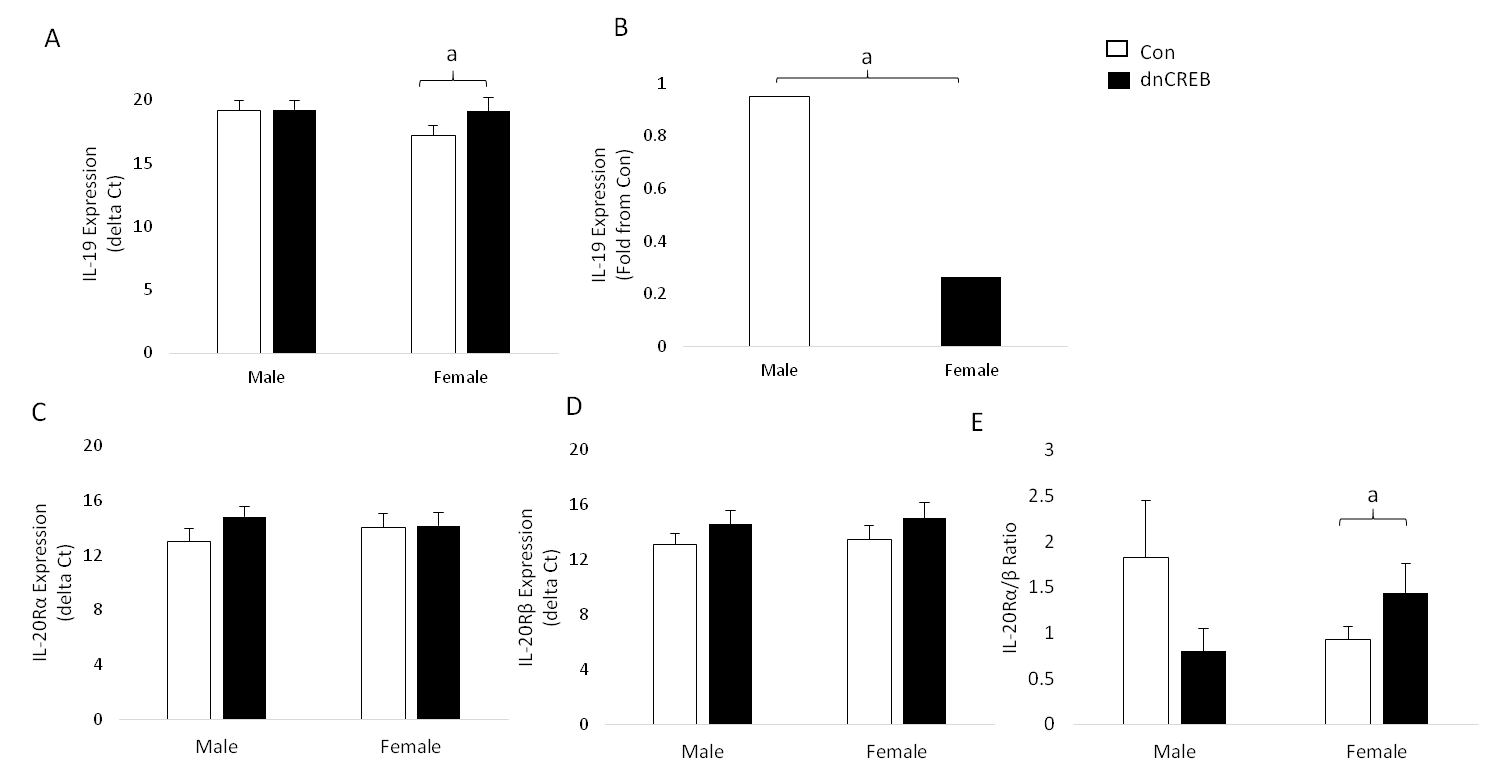 A
IL-19 Expression
(delta Ct)
20
15
10
5
0
a
Male
Female
B
IL-19 Expression
(Fold from Con)
1
0.8
0.6
0.4
0.2
0
a
Male
Female
Con
dnCREB
C
IL-20Rα Expression
(delta Ct)
20
16
12
8
4
0
Male
Female
D
IL-20Rβ Expression
(delta Ct)
20
16
12
8
4
0
Male
Female
E
IL-20Rα/β Ratio
3
2.5
2
1.5
1
0.5
0
a
Male
Female